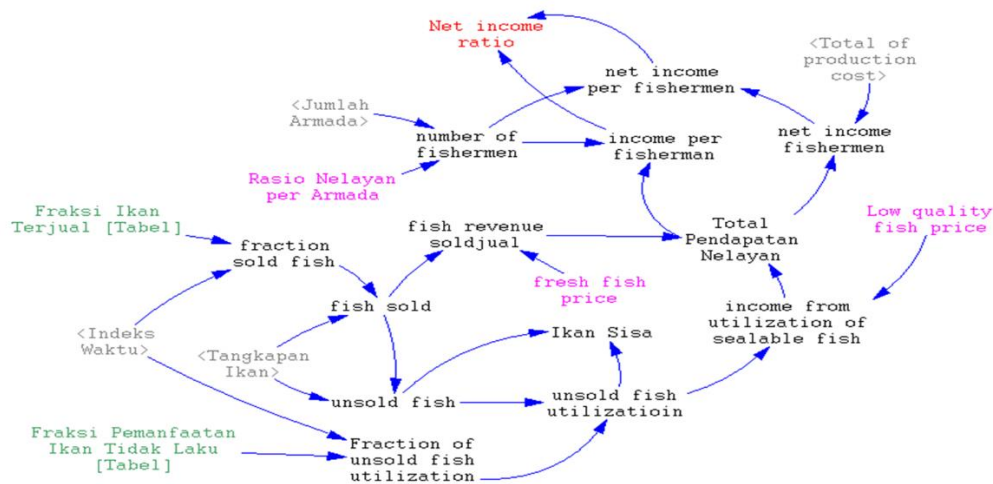 Net income
ratio
<Total of
production
cost>
net income
per fishermen
<Jumlah
Armada>
number of
fishermen
income per
fisherman
net income
fishermen
Rasio Nelayan
per Armada
Fraksi Ikan
Terjual [Tabel]
fish revenue
soldjual
Total
Pendapatan
Nelayan
Low quality
fish price
fraction
sold fish
fresh fish
price
fish sold
income from
utilization of
sealable fish
<Indeks
Waktu>
<Tangkapan
Ikan>
Ikan Sisa
unsold fish
unsold fish
utilizatioin
Fraksi Pemanfaatan
Ikan Tidak Laku
[Tabel]
Fraction of
unsold fish
utilization